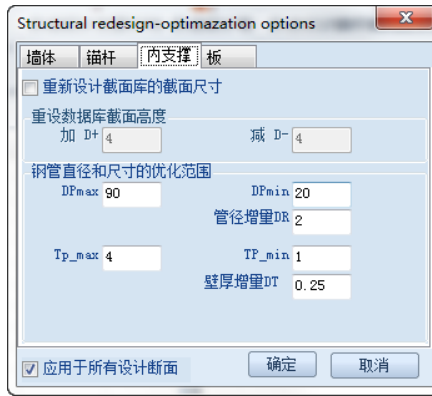 Structural redesign-optimazation options
墙体 锚杆 内支撑 板
重新设计截面库的截面尺寸
重设数据库截面高度
加 D+ 4 减 D- 4
钢管直径和尺寸的优化范围
DPmax 90 DPmin 20
管径增量DR 2
Tp_max 4 TP_min 1
壁厚增量DT 0.25
应用于所有设计断面 确定 取消